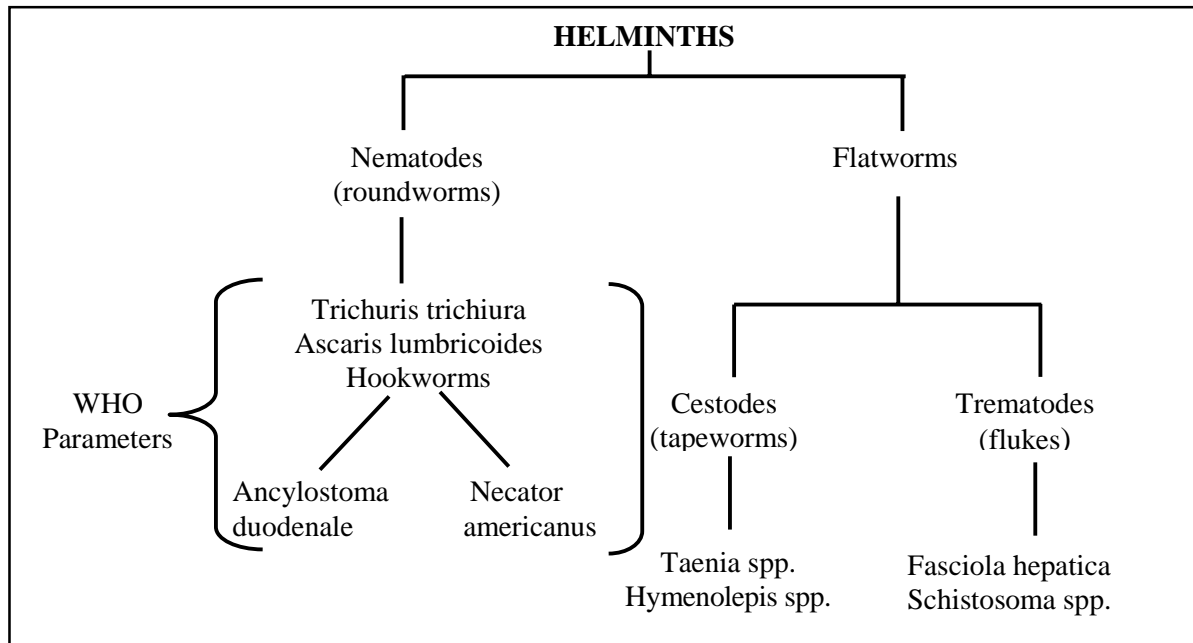 HELMINTHS
Nematodes
(roundworms)
Flatworms
Trichuris trichiura
Ascaris lumbricoides
Hookworms
WHO
Parameters
Ancylostoma
duodenale
Necator
americanus
Cestodes
(tapeworms)
Trematodes
(flukes)
Taenia spp.
Hymenolepis spp.
Fasciola hepatica
Schistosoma spp.